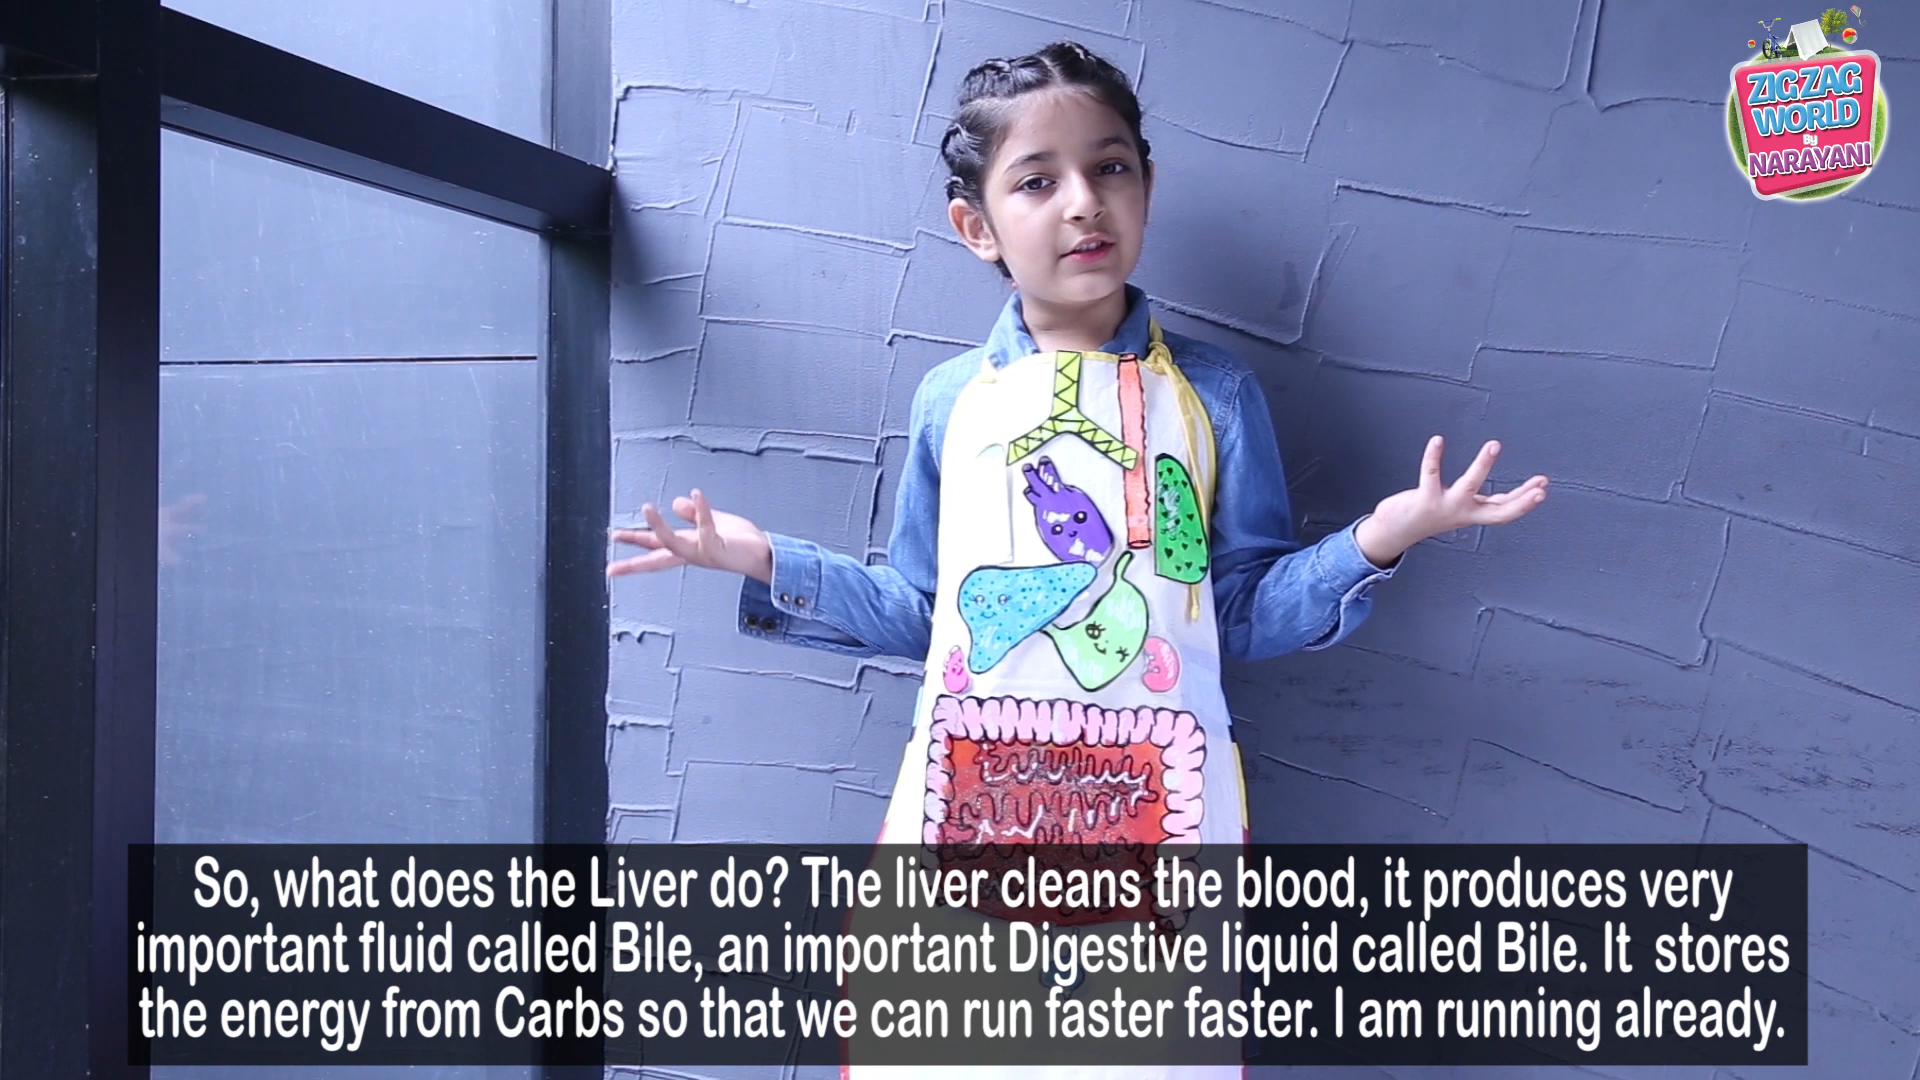 ZIGZAG
WORLD
By
NARAYANI
So, what does the Liver do? The liver cleans the blood, it produces very
important fluid called Bile, an important Digestive liquid called Bile. It  stores
the energy from Carbs so that we can run faster faster. I am running already.